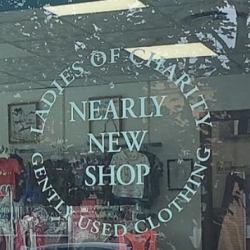 LADIES OF CHARITY
NEARLY
NEW
SHOP
GENTLY USED CLOTHING